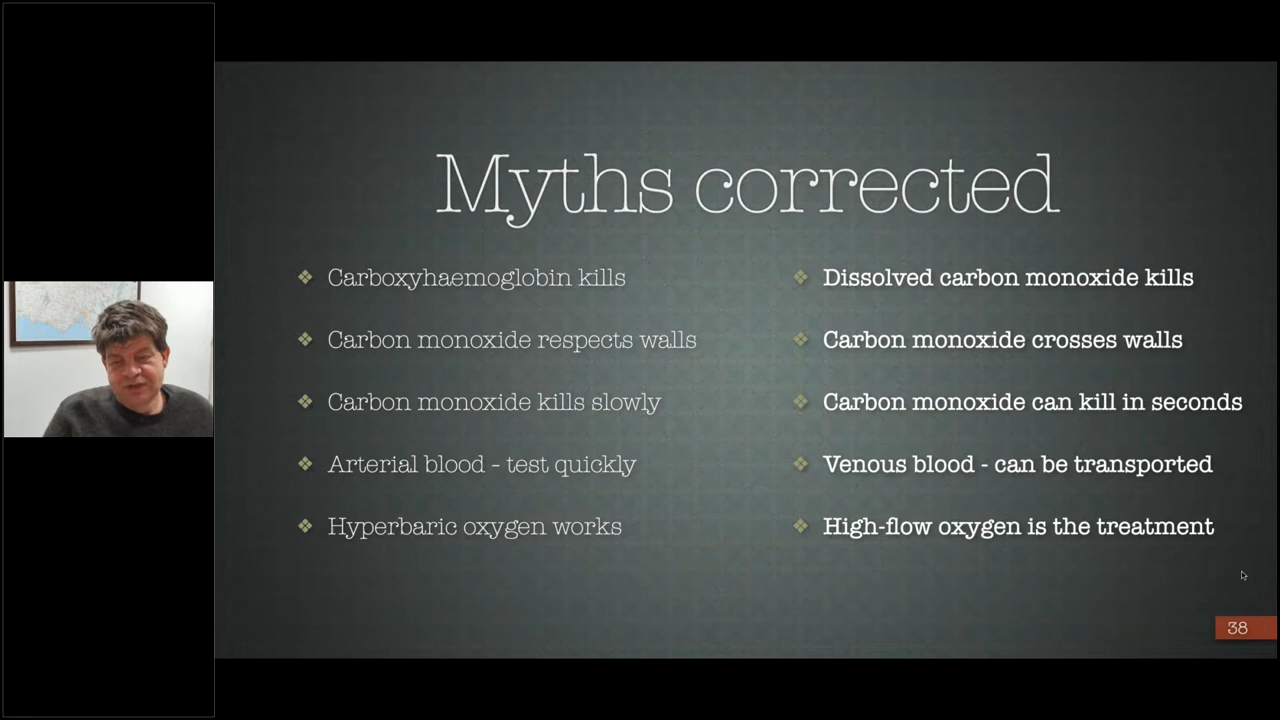 Myths corrected
Carboxyhaemoglobin kills
Carbon monoxide respects walls
Carbon monoxide kills slowly
Arterial blood - test quickly
Hyperbaric oxygen works
Dissolved carbon monoxide kills
Carbon monoxide crosses walls
Carbon monoxide can kill in seconds
Venous blood - can be transported
High-flow oxygen is the treatment
38